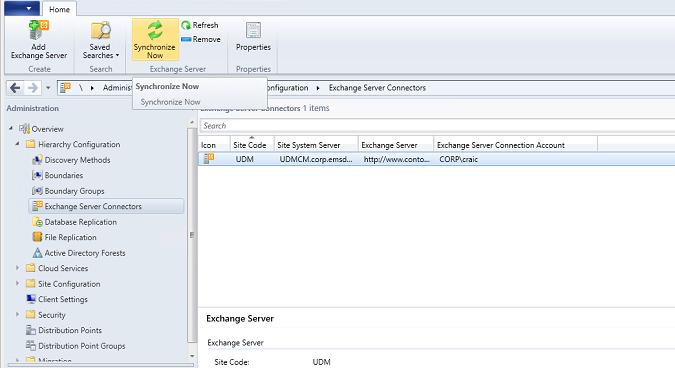 Home
Add
Exchange Server
Saved
Searches
Synchronize
Now
Refresh
Remove
Properties
Create
Search
Exchange Server
Properties
\ Adminis onfiguration Exchange Server Connectors
Synchronize Now
Synchronize Now
Administration
Overview
Hierarchy Configuration
Discovery Methods
Boundaries
Boundary Groups
Exchange Server Connectors
Database Replication
File Replication
Active Directory Forests
Cloud Services
Site Configuration
Client Settings
Security
Distribution Points
Distribution Point Groups
Migration
Exchange Server Connectors 1 items
Search
Icon Site Code Site System Server Exchange Server Exchange Server Connection Account
UDM UDMCM.corp.emsd... http://www.conto... CORP\craic
Exchange Server
Exchange Server
Site Code: UDM